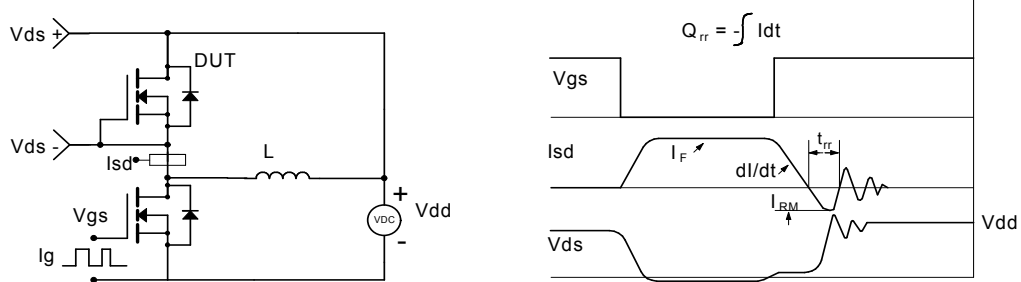 Vds +
DUT
Vds -
Isd
L
Vgs
Ig
+
VDC
-
Vdd
Q rr = -∫ Idt
Vgs
Isd
I F
dI/dt
t rr
I RM
Vds
Vdd